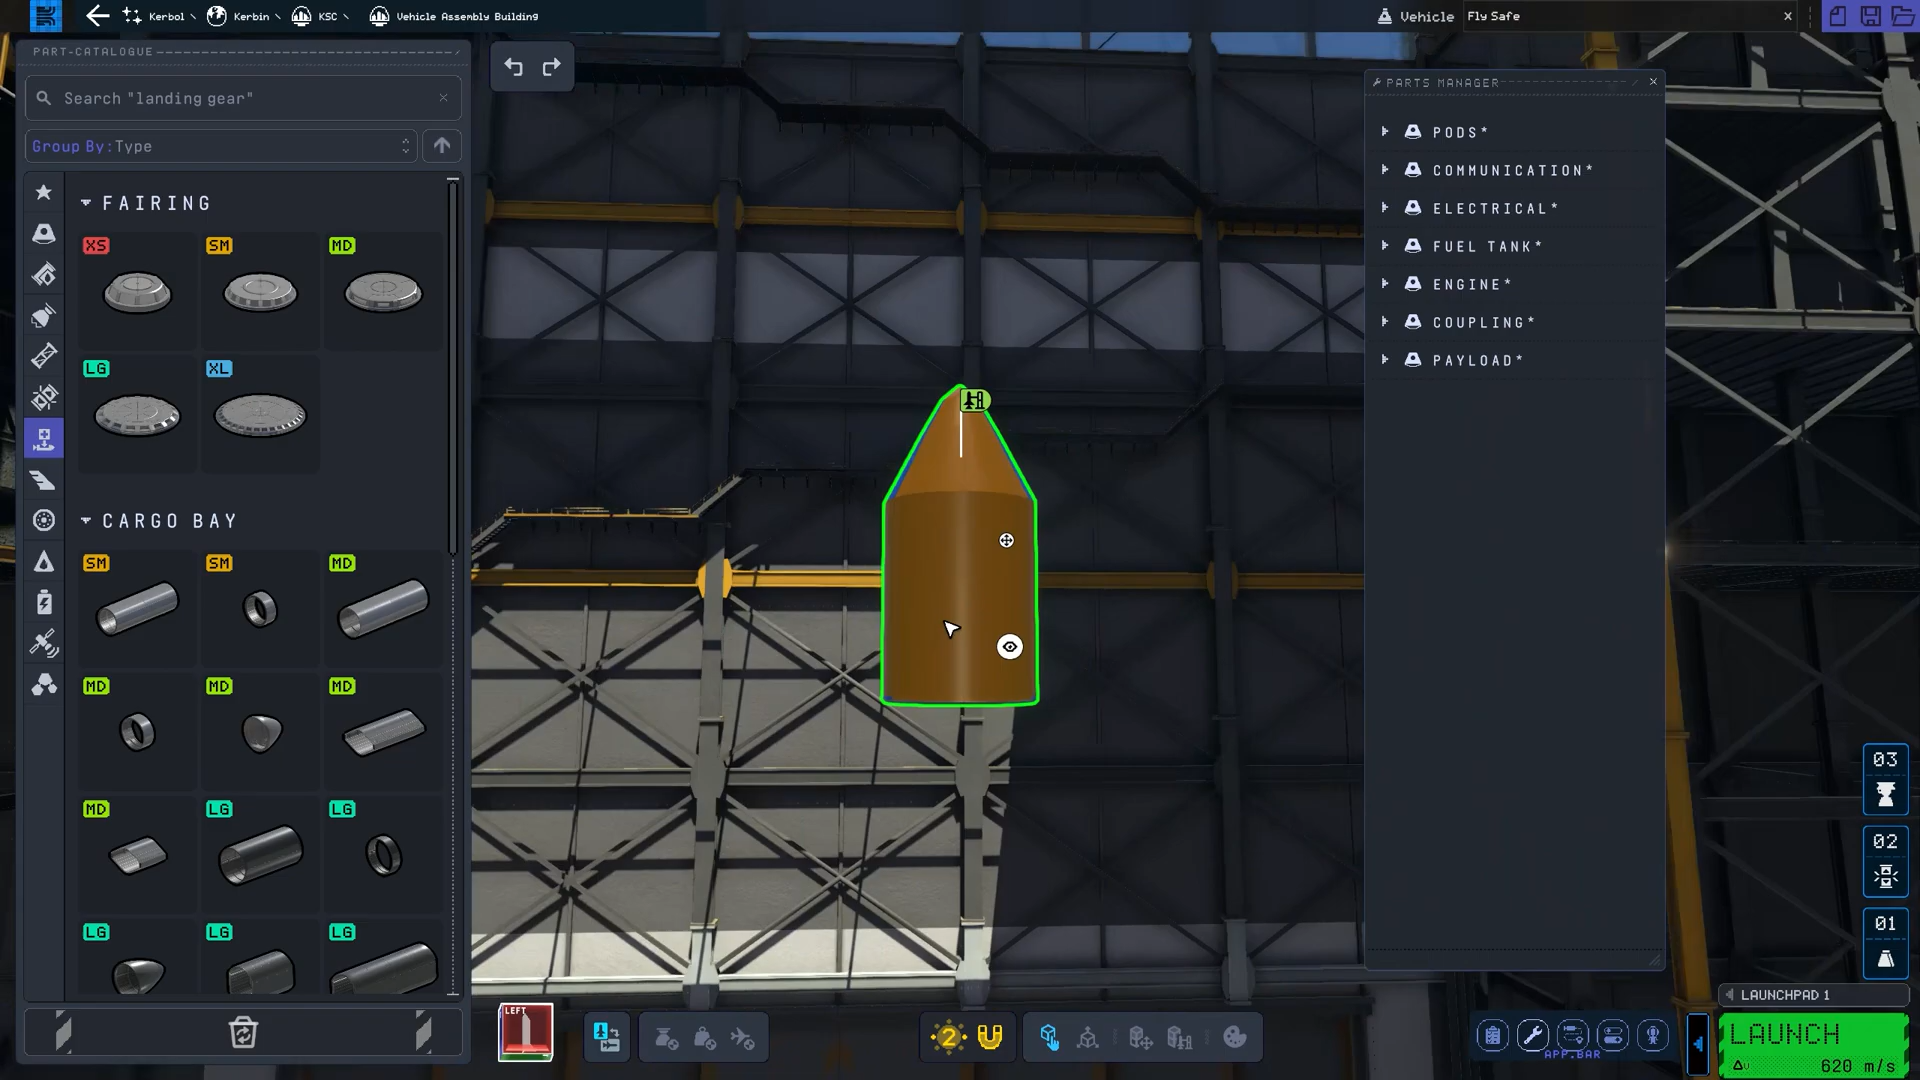 Kerbol
Kerbin
KSC
Vehicle Assembly Building
Vehicle
Fly Safe
PART-CATALOGUE
Search "landing gear"
Group By: Type
FAIRING
XS
SM
MD
LG
XL
CARGO BAY
SM
SM
MD
MD
MD
MD
MD
LG
LG
LG
LG
LG
PARTS MANAGER
PODS*
COMMUNICATION*
ELECTRICAL*
FUEL TANK*
ENGINE*
COUPLING*
PAYLOAD*
03
02
01
LEFT
2
APP.BAR
LAUNCHPAD 1
LAUNCH
Δv 620 m/s